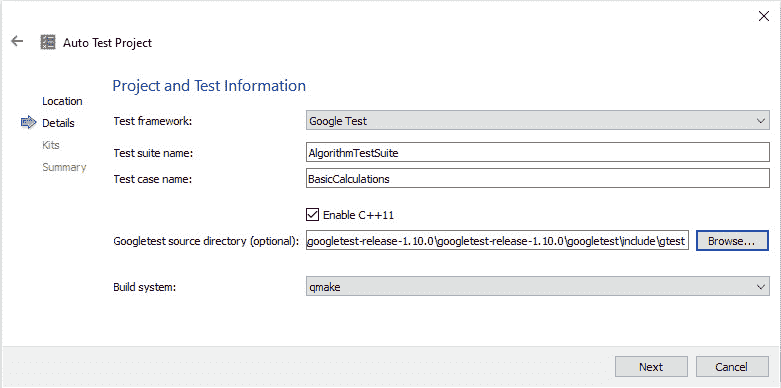 Auto Test Project
Project and Test Information
Location
Details
Kits
Summary
Test framework: Google Test
Test suite name: AlgorithmTestSuite
Test case name: BasicCalculations
Enable C++11
Googletest source directory (optional): googletest-release-1.10.0\googletest-release-1.10.0\googletest\include\gtest Browse...
Build system: qmake
Next Cancel